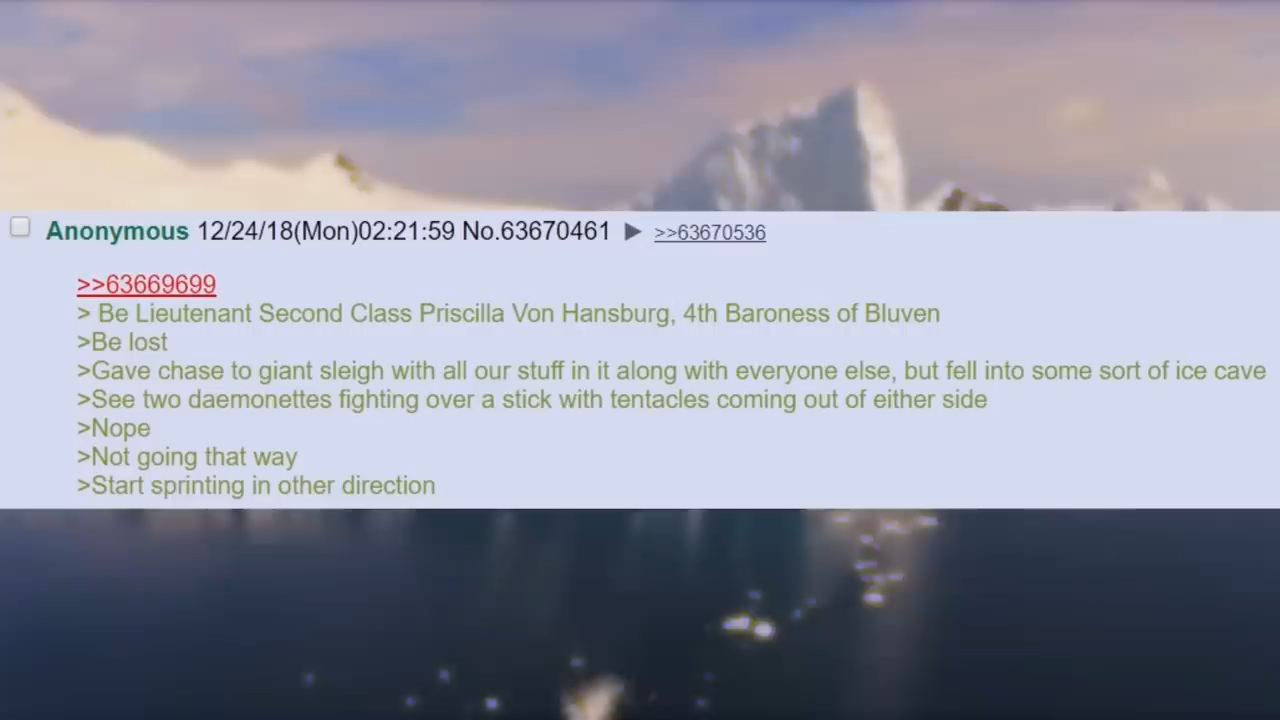 Anonymous 12/24/18(Mon)02:21:59 No.63670461 ▶ >>63670536
>>63669699
> Be Lieutenant Second Class Priscilla Von Hansburg, 4th Baroness of Bluven
>Be lost
>Gave chase to giant sleigh with all our stuff in it along with everyone else, but fell into some sort of ice cave
>See two daemonettes fighting over a stick with tentacles coming out of either side
>Nope
>Not going that way
>Start sprinting in other direction